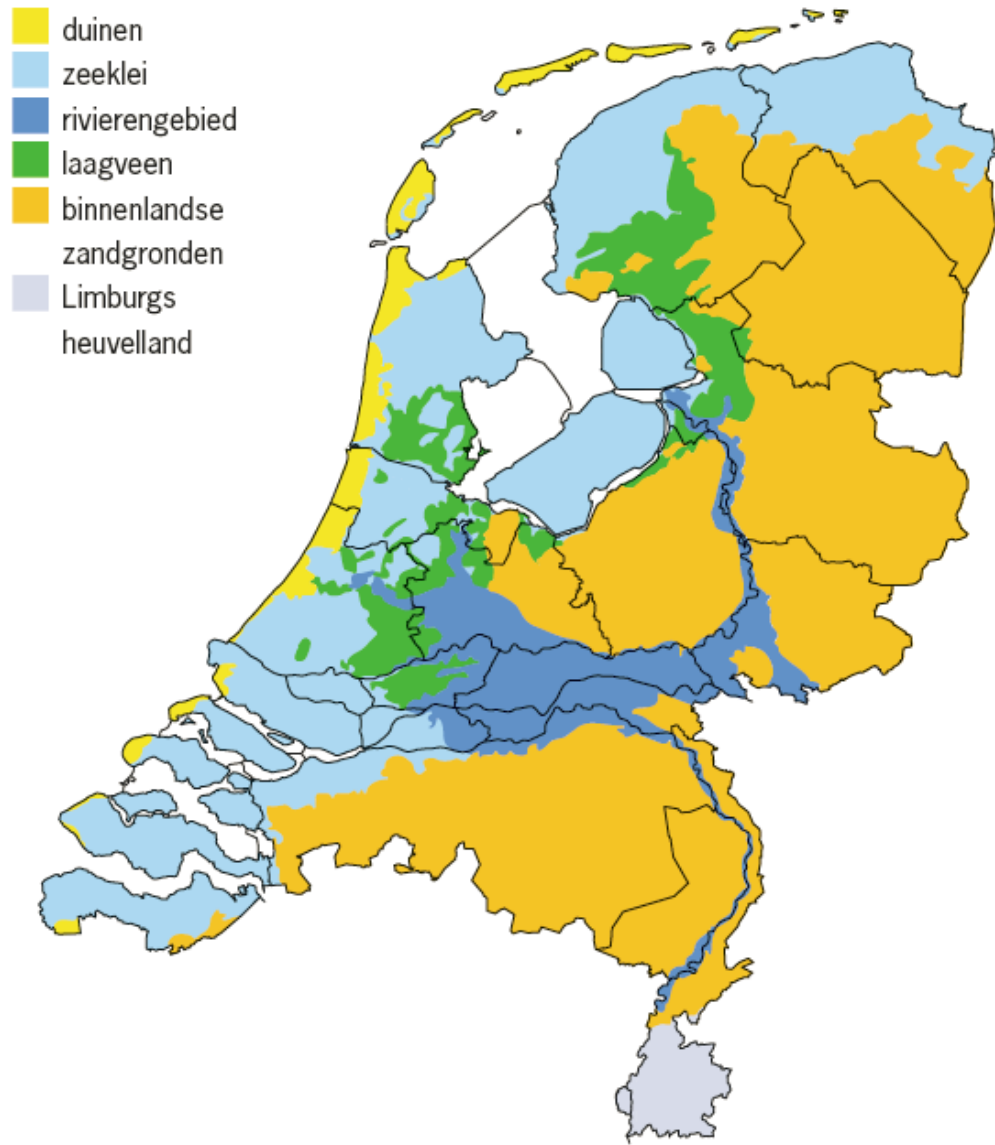 duinen
zeeklei
rivierengebied
laagveen
binnenlandse
zandgronden
Limburgs
heuvelland